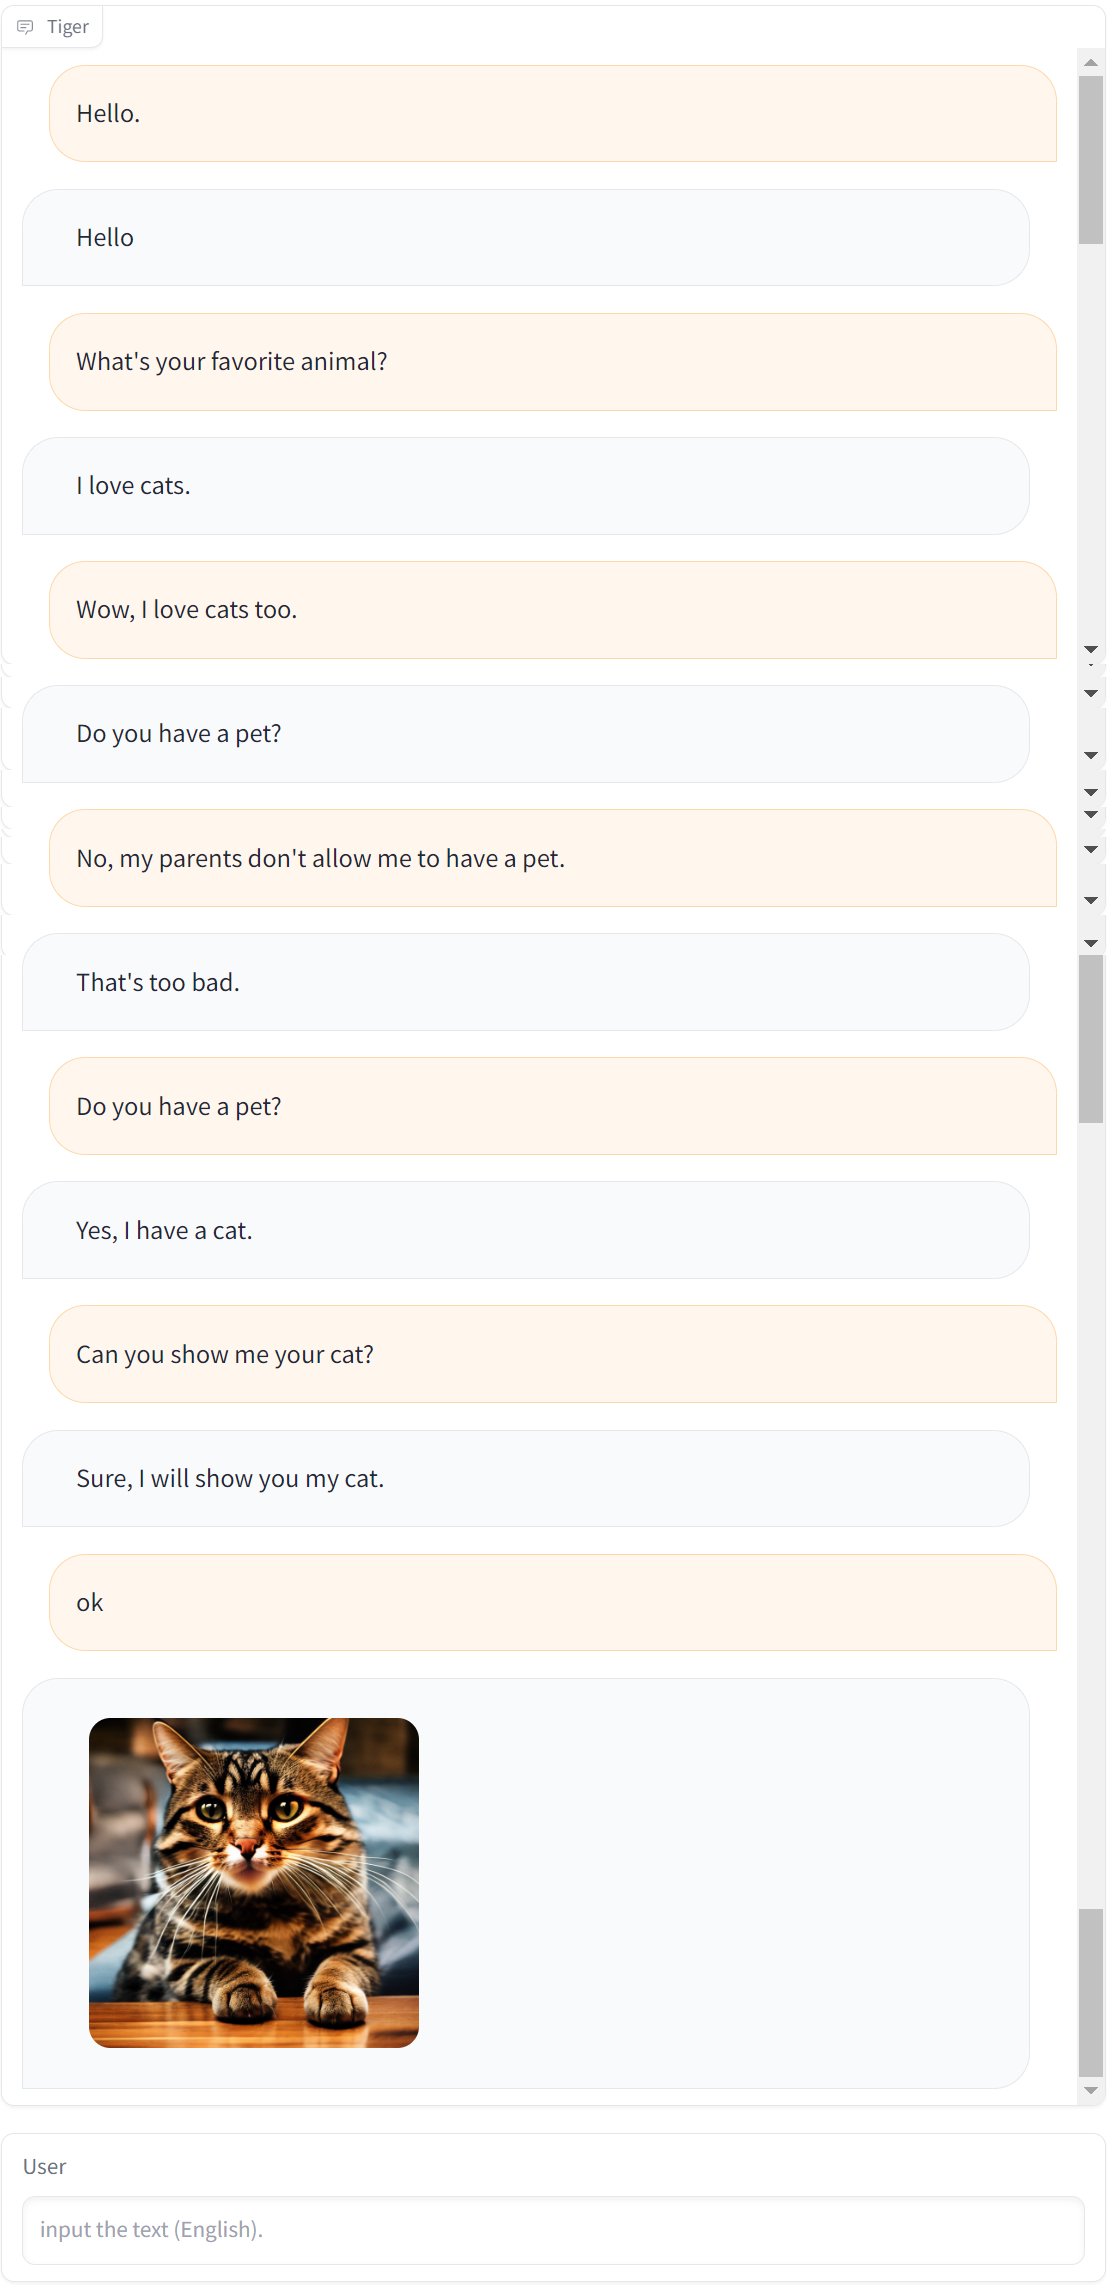 Tiger
Hello.
Hello
What's your favorite animal?
I love cats.
Wow, I love cats too.
Do you have a pet?
No, my parents don't allow me to have a pet.
That's too bad.
Do you have a pet?
Yes, I have a cat.
Can you show me your cat?
Sure, I will show you my cat.
ok
User
input the text (English).